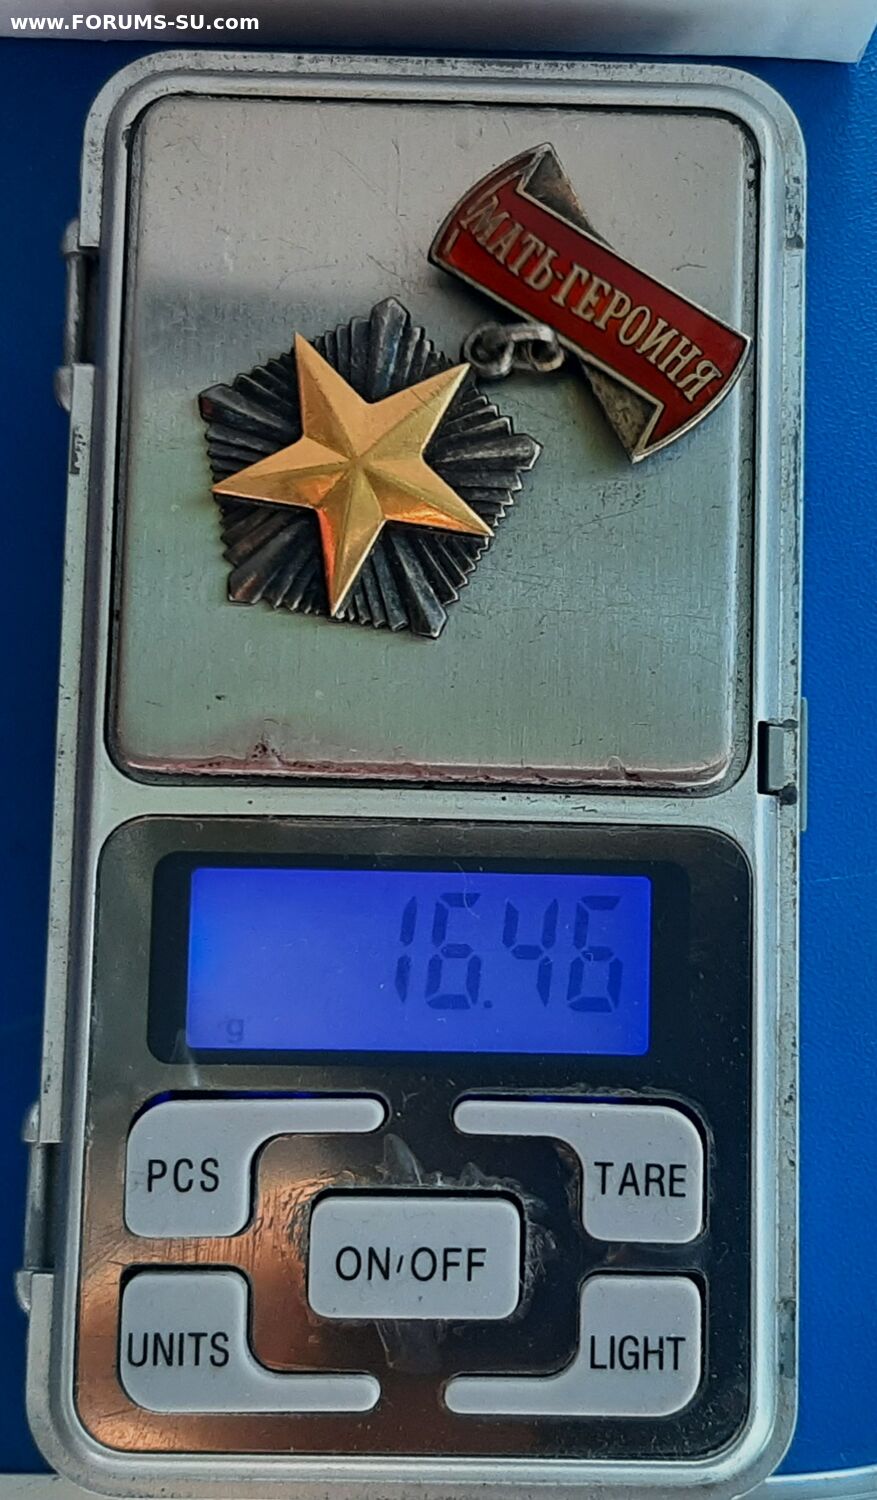 www.FORUMS-SU.com
МАТЬ-ГЕРОИНЯ
16.46
g
PCS
TARE
ON/OFF
UNITS
LIGHT